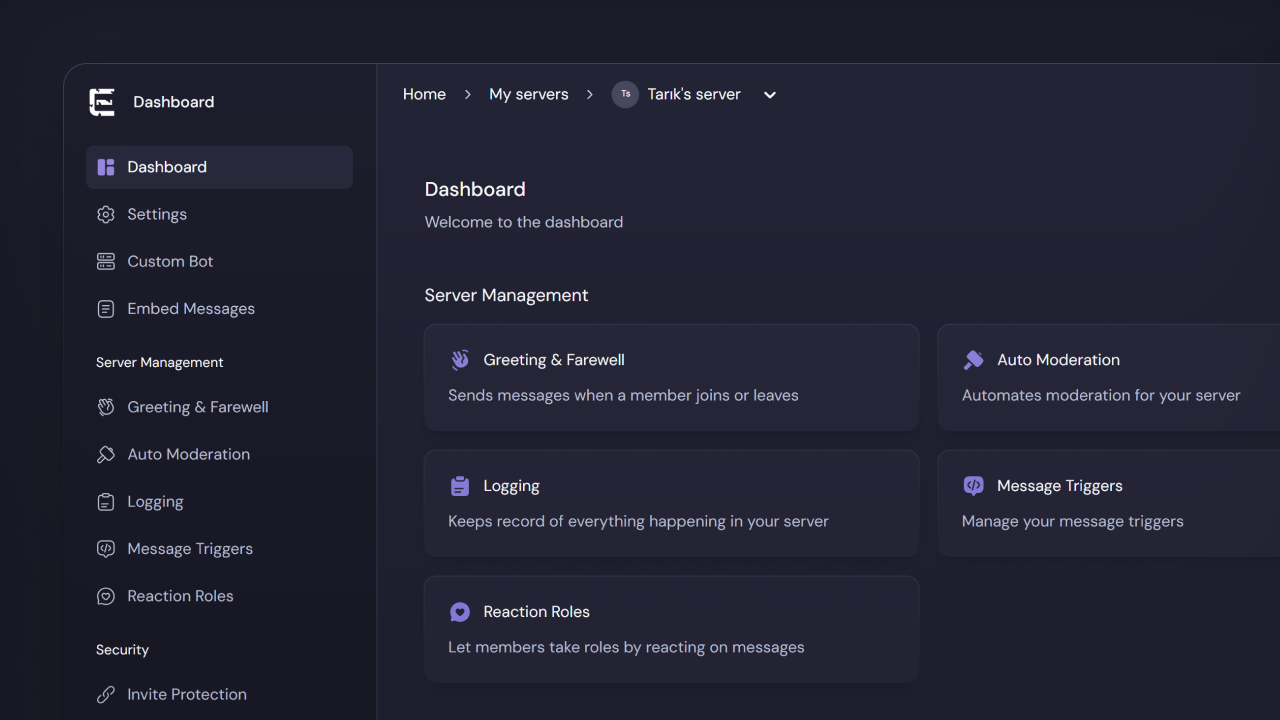 Dashboard
Dashboard
Settings
Custom Bot
Embed Messages
Server Management
Greeting & Farewell
Auto Moderation
Logging
Message Triggers
Reaction Roles
Security
Invite Protection
Home
My servers
Ts
Tarık's server
Dashboard
Welcome to the dashboard
Server Management
Greeting & Farewell
Sends messages when a member joins or leaves
Auto Moderation
Automates moderation for your server
Logging
Keeps record of everything happening in your server
Message Triggers
Manage your message triggers
Reaction Roles
Let members take roles by reacting on messages